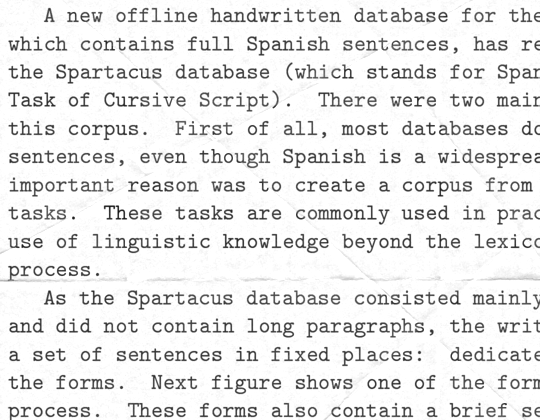 A new offline handwritten database for the
which contains full Spanish sentences, has re
the Spartacus database (which stands for Span
Task of Cursive Script).  There were two main
this corpus.  First of all, most databases do
sentences, even though Spanish is a widesprea
important reason was to create a corpus from
tasks.  These tasks are commonly used in prac
use of linguistic knowledge beyond the lexico
process.
As the Spartacus database consisted mainly
and did not contain long paragraphs, the writ
a set of sentences in fixed places:  dedicate
the forms.  Next figure shows one of the form
process.  These forms also contain a brief se